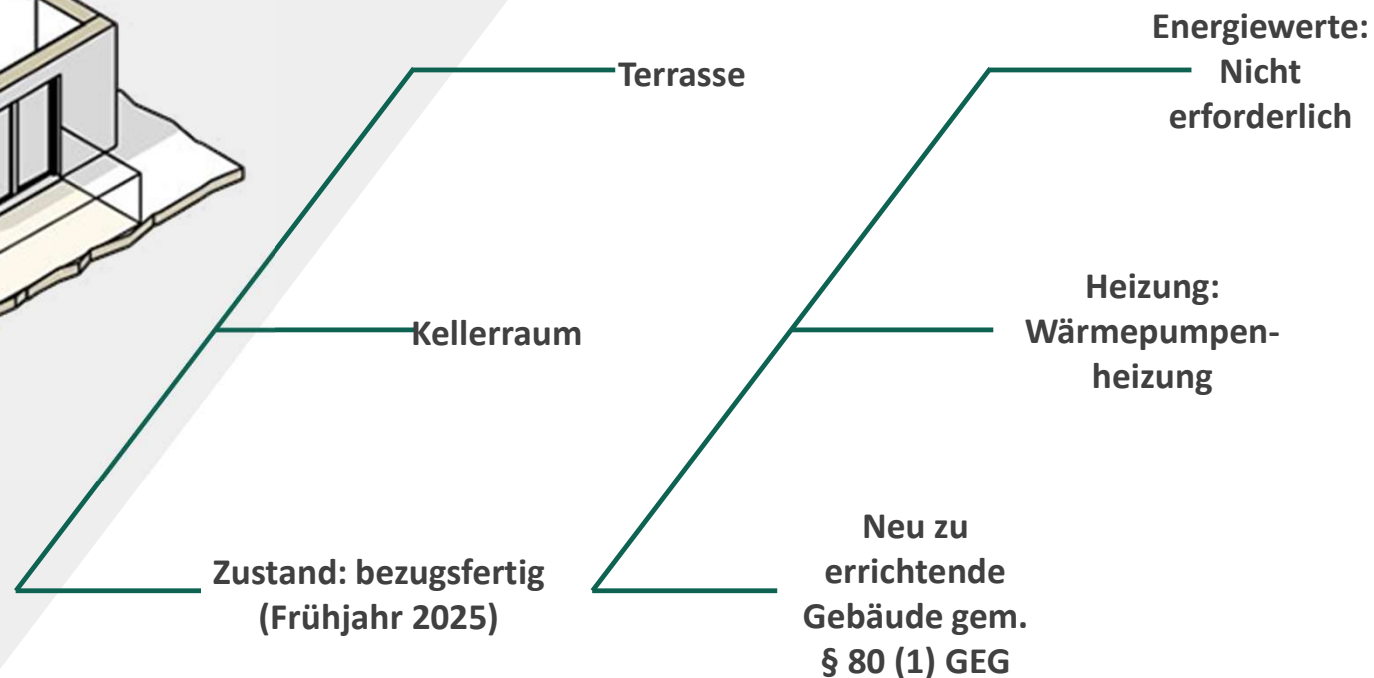 Terrasse
Kellerraum
Zustand: bezugsfertig
(Frühjahr 2025)
Energiewerte:
Nicht
erforderlich
Heizung:
Wärmepumpen-
heizung
Neu zu
errichtende
Gebäude gem.
§ 80 (1) GEG